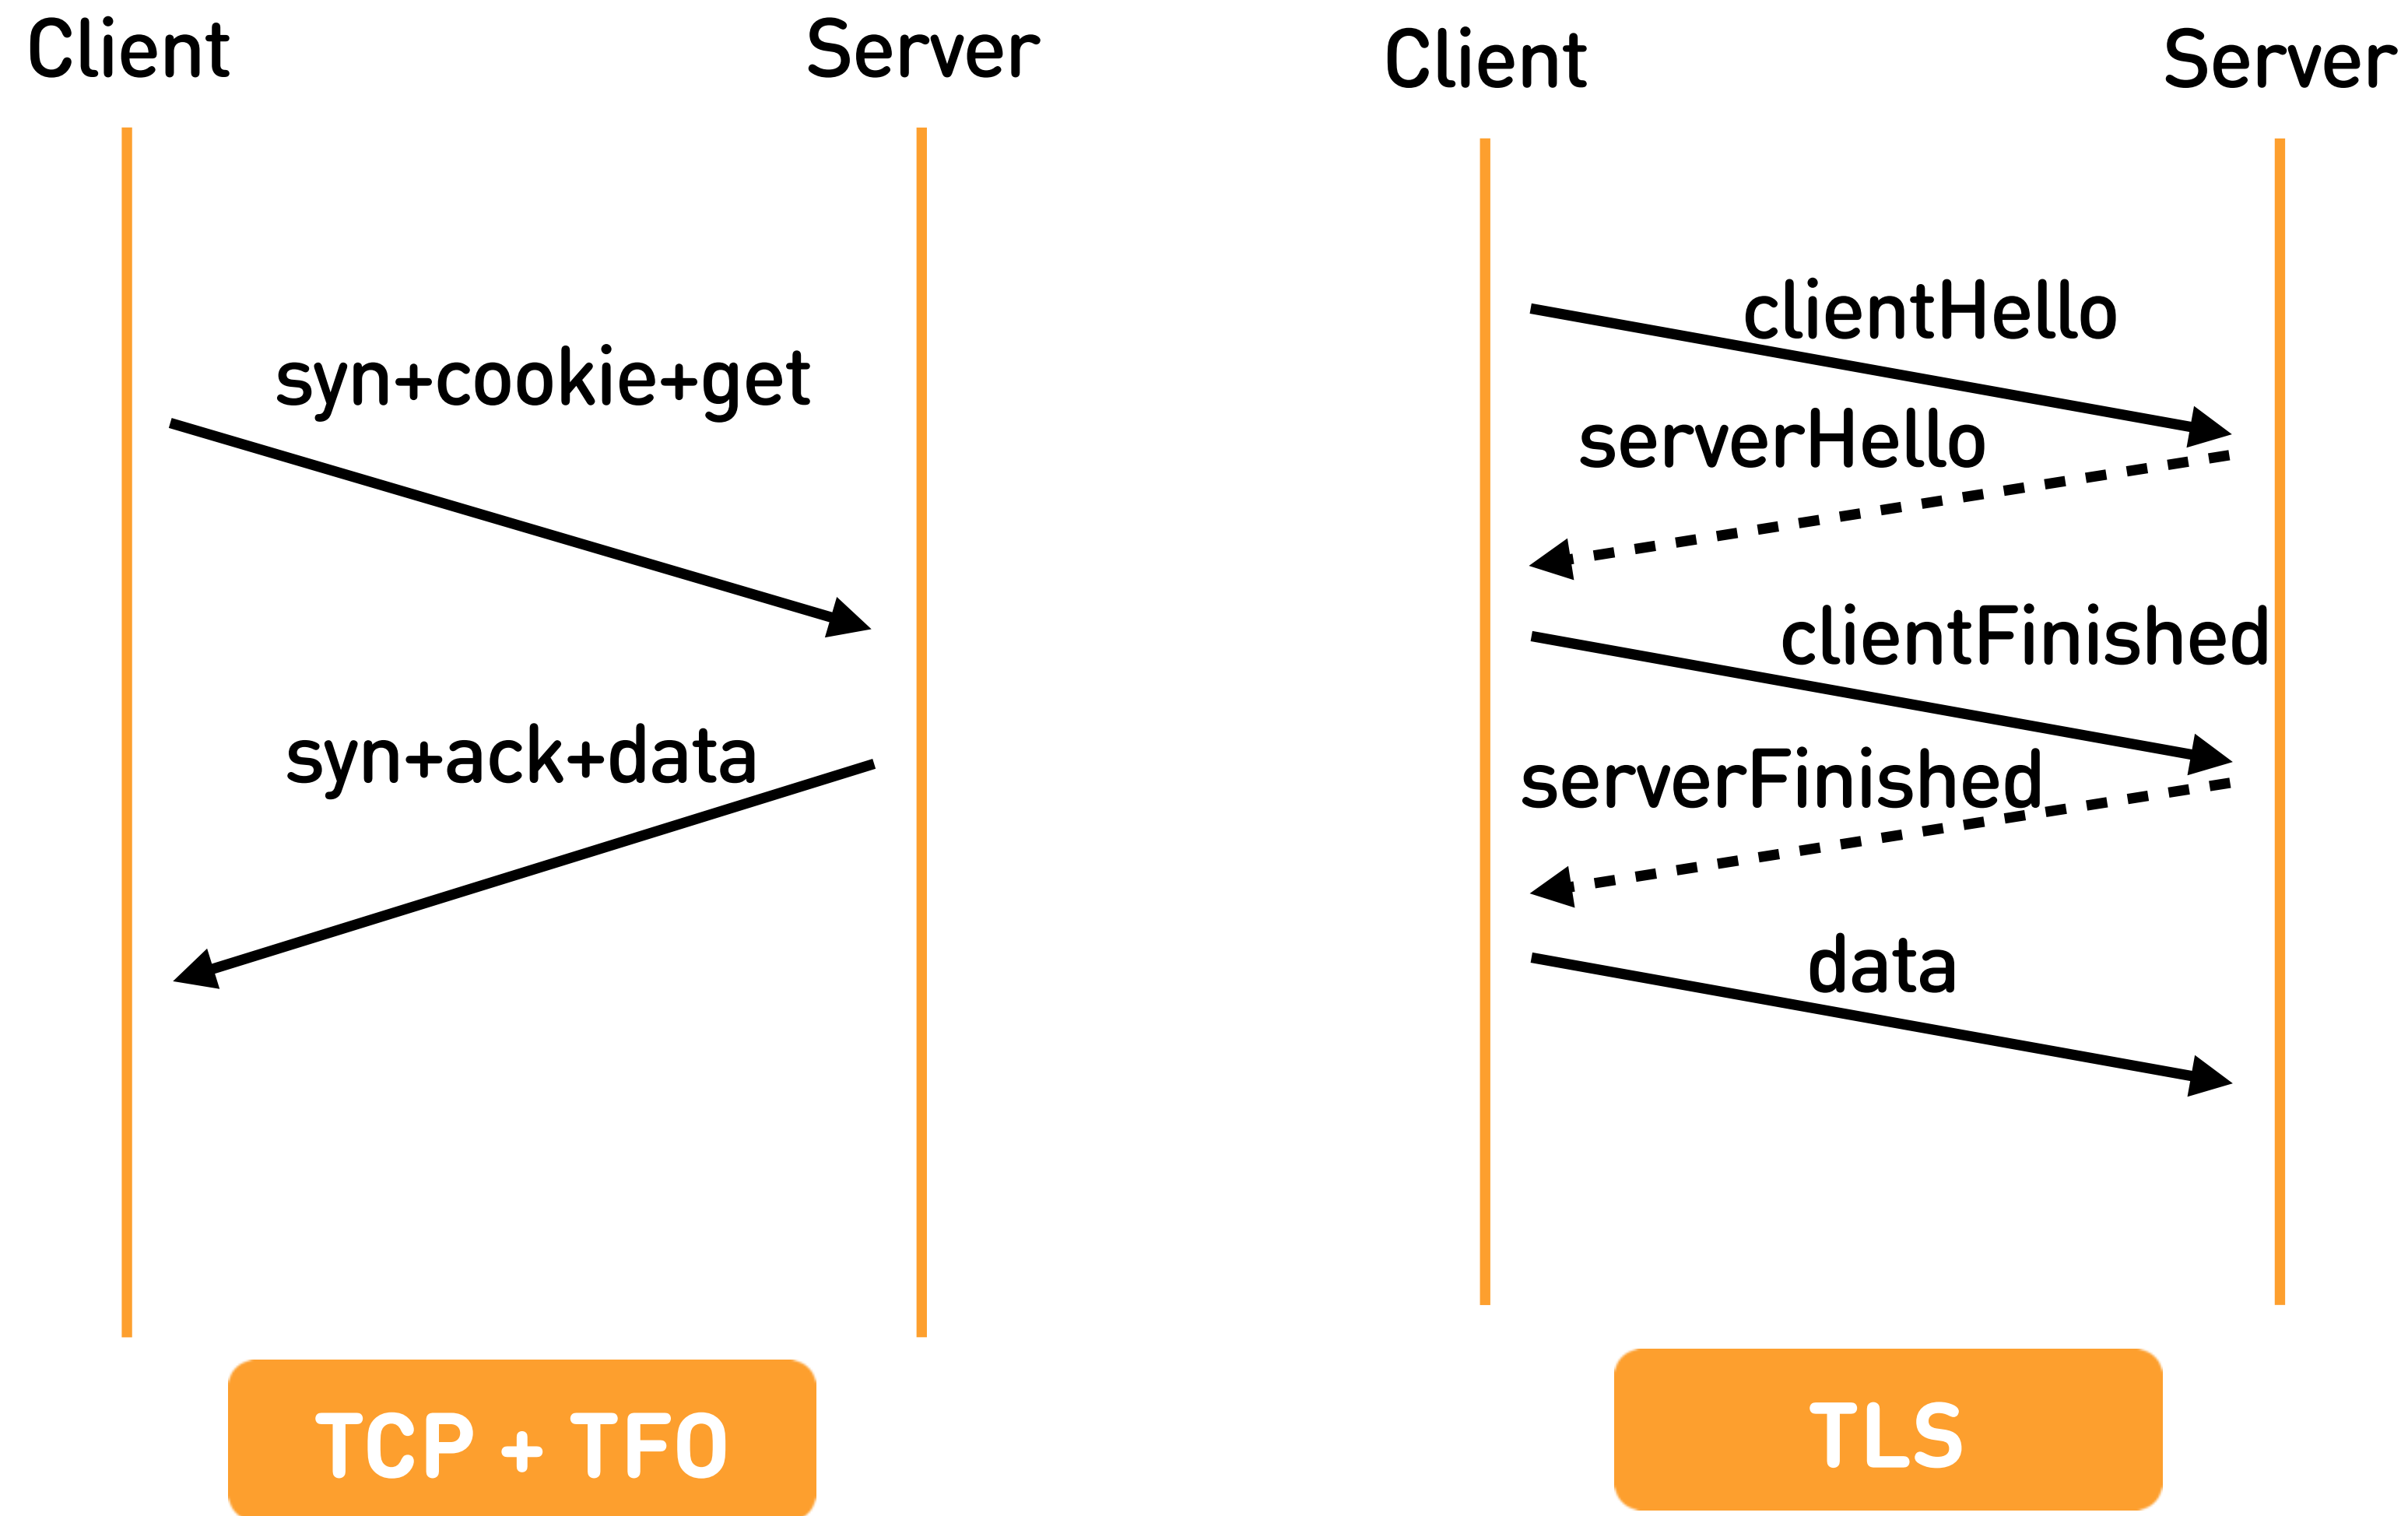 Client
Server
syn+cookie+get
syn+ack+data
TCP + TFO
Client
Server
clientHello
serverHello
clientFinished
serverFinished
data
TLS